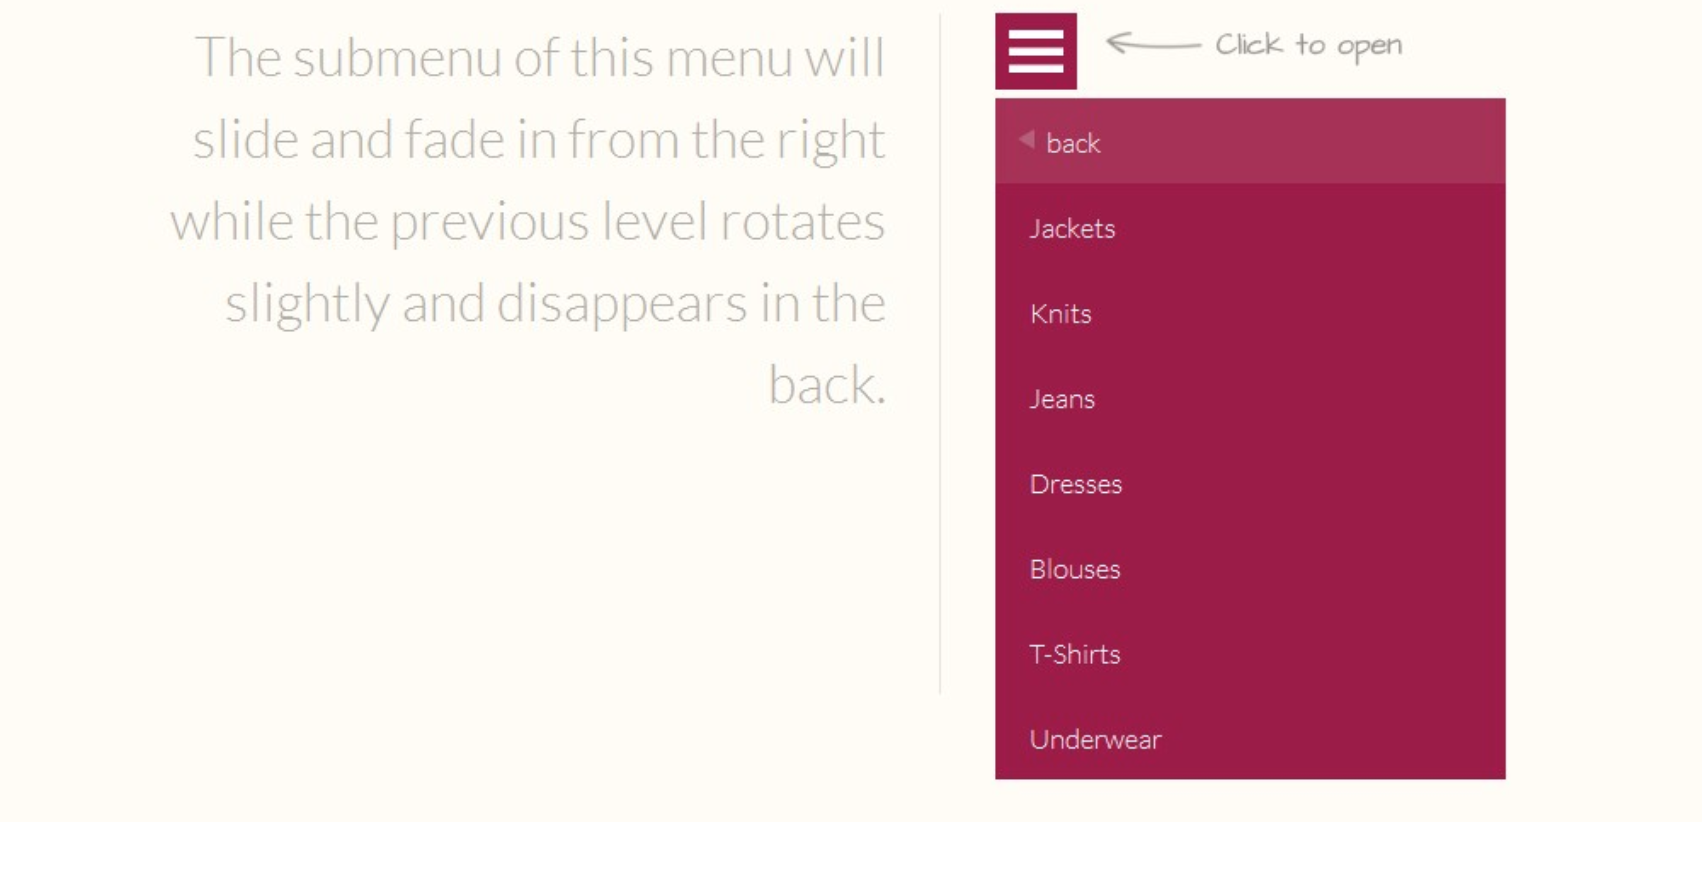 The submenu of this menu will
slide and fade in from the right
while the previous level rotates
slightly and disappears in the
back.
Click to open
back
Jackets
Knits
Jeans
Dresses
Blouses
T-Shirts
Underwear